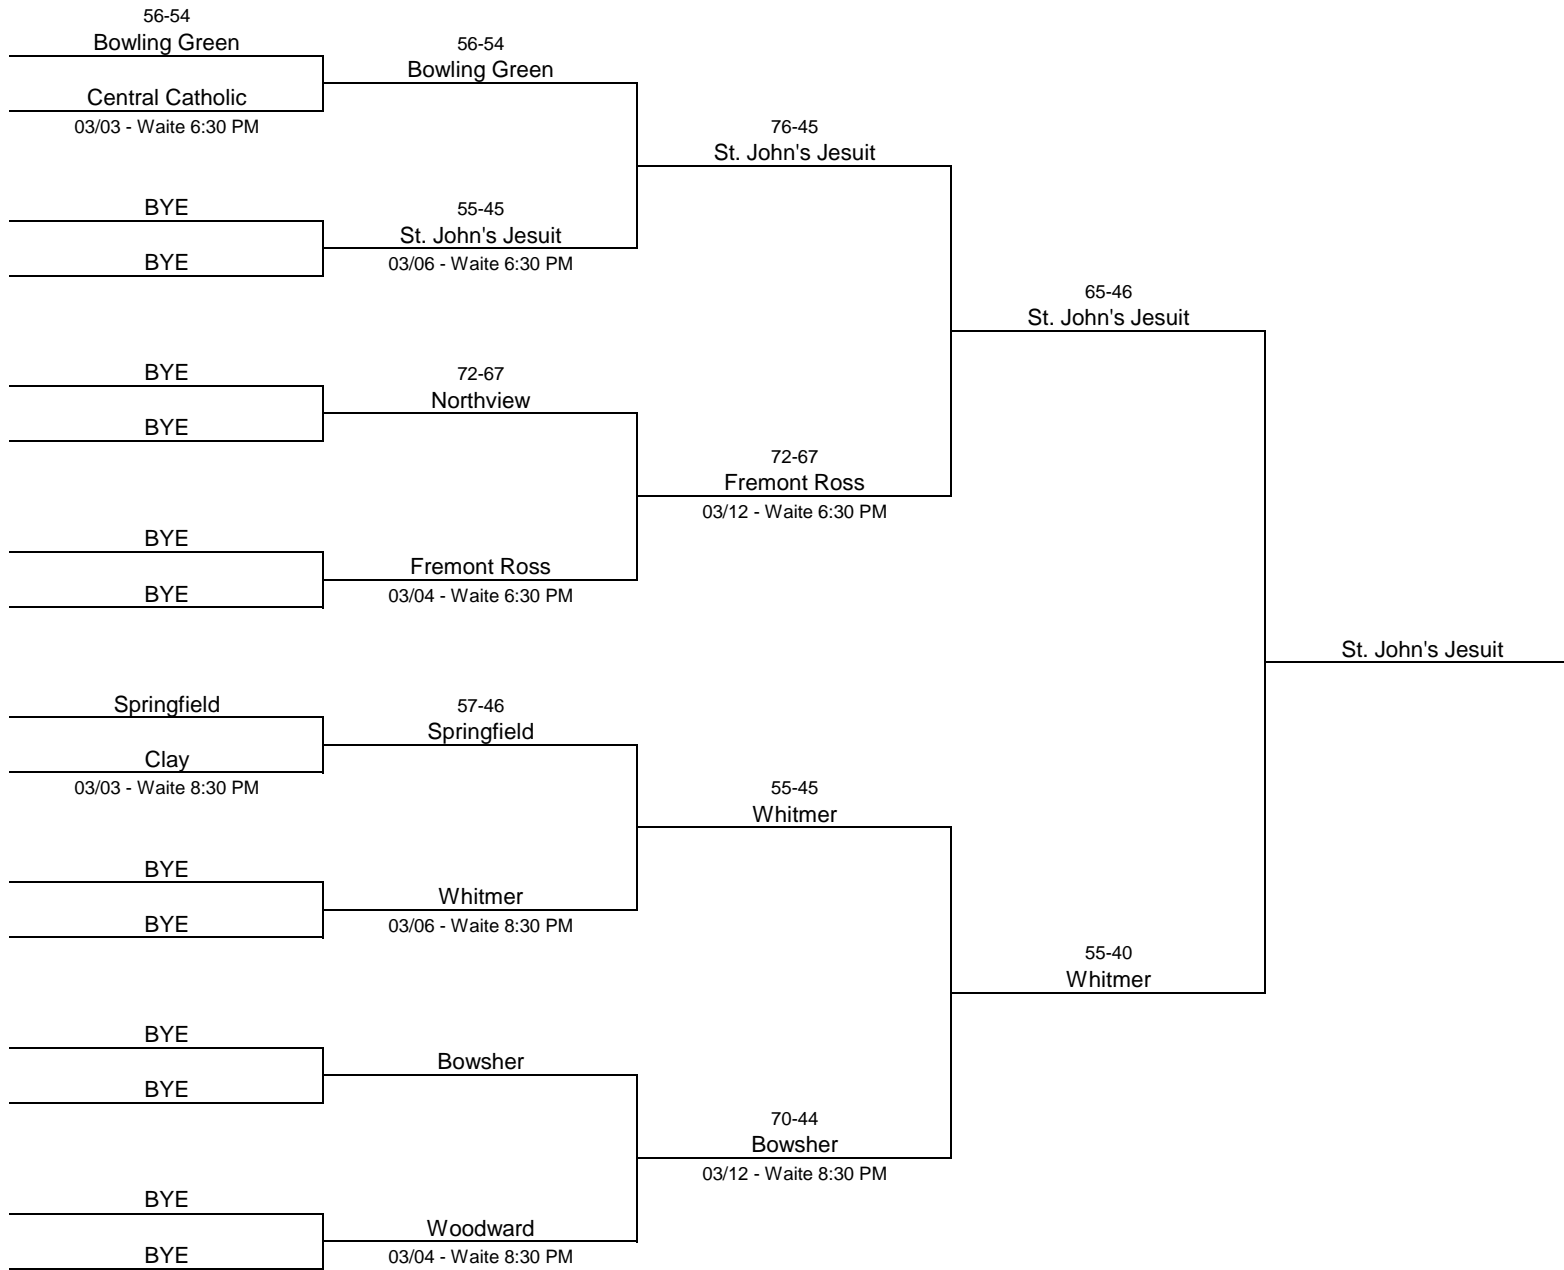 56-54
Bowling Green
Central Catholic
03/03 - Waite 6:30 PM
BYE
BYE
BYE
BYE
BYE
BYE
Springfield
Clay
03/03 - Waite 8:30 PM
BYE
BYE
BYE
BYE
BYE
BYE
56-54
Bowling Green
55-45
St. John's Jesuit
03/06 - Waite 6:30 PM
72-67
Northview
Fremont Ross
03/04 - Waite 6:30 PM
57-46
Springfield
Whitmer
03/06 - Waite 8:30 PM
Bowsher
Woodward
03/04 - Waite 8:30 PM
76-45
St. John's Jesuit
72-67
Fremont Ross
03/12 - Waite 6:30 PM
55-45
Whitmer
70-44
Bowsher
03/12 - Waite 8:30 PM
65-46
St. John's Jesuit
55-40
Whitmer
St. John's Jesuit